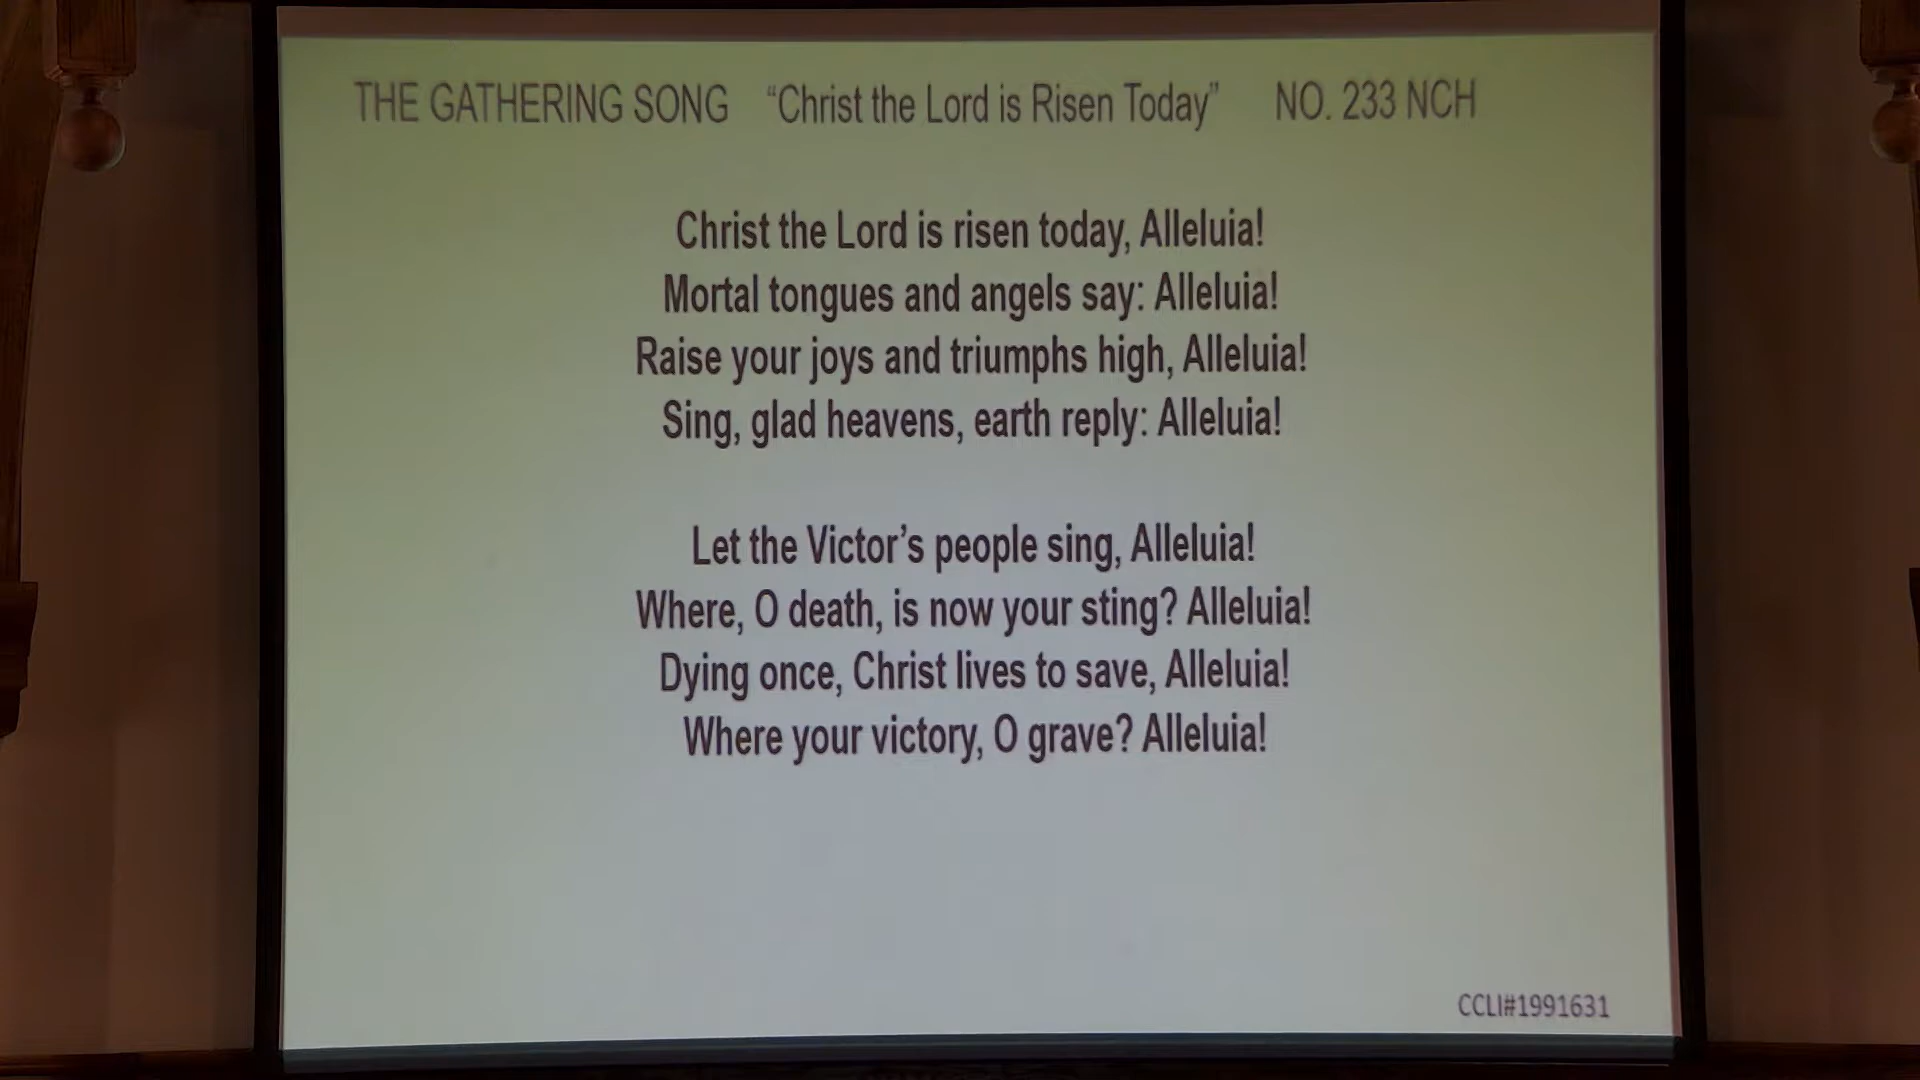 THE GATHERING SONG “Christ the Lord is Risen Today” NO. 233 NCH
Christ the Lord is risen today, Alleluia!
Mortal tongues and angels say: Alleluia!
Raise your joys and triumphs high, Alleluia!
Sing, glad heavens, earth reply: Alleluia!
Let the Victor’s people sing, Alleluia!
Where, O death, is now your sting? Alleluia!
Dying once, Christ lives to save, Alleluia!
Where your victory, O grave? Alleluia!
CCLI#1991631